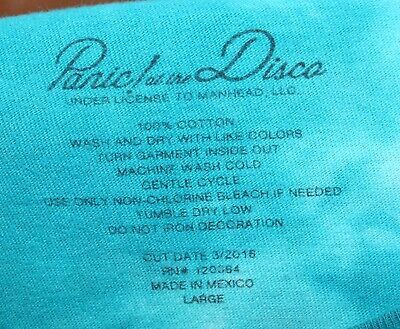 Panic! at the Disco
UNDER LICENSE TO MANHEAD, LLC.
100% COTTON
WASH AND DRY WITH LIKE COLORS
TURN GARMENT INSIDE OUT
MACHINE WASH COLD
GENTLE CYCLE
USE ONLY NON-CHLORINE BLEACH IF NEEDED
TUMBLE DRY LOW
DO NOT IRON DECORATION
CUT DATE 3/2016
RN# 120964
MADE IN MEXICO
LARGE